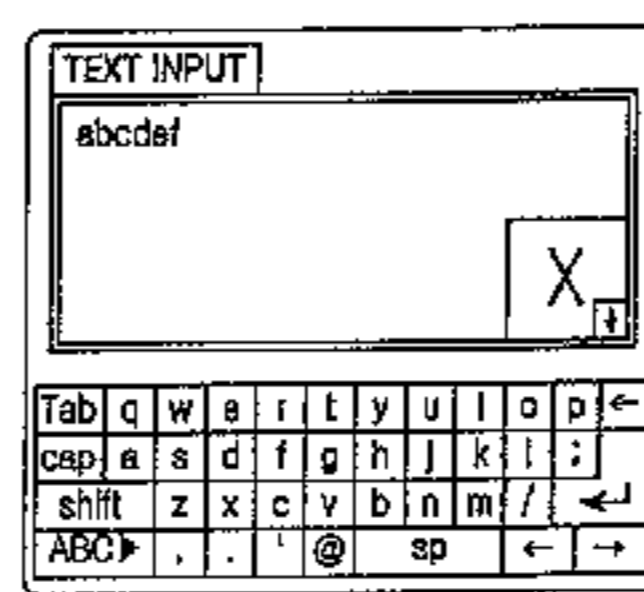 TEXT INPUT
abcdef
X
↓
Tab q w e r t y u i o p ←
cap a s d f g h j k l ;
shift z x c v b n m / ↵
ABC▶ , . ' @ sp ← →